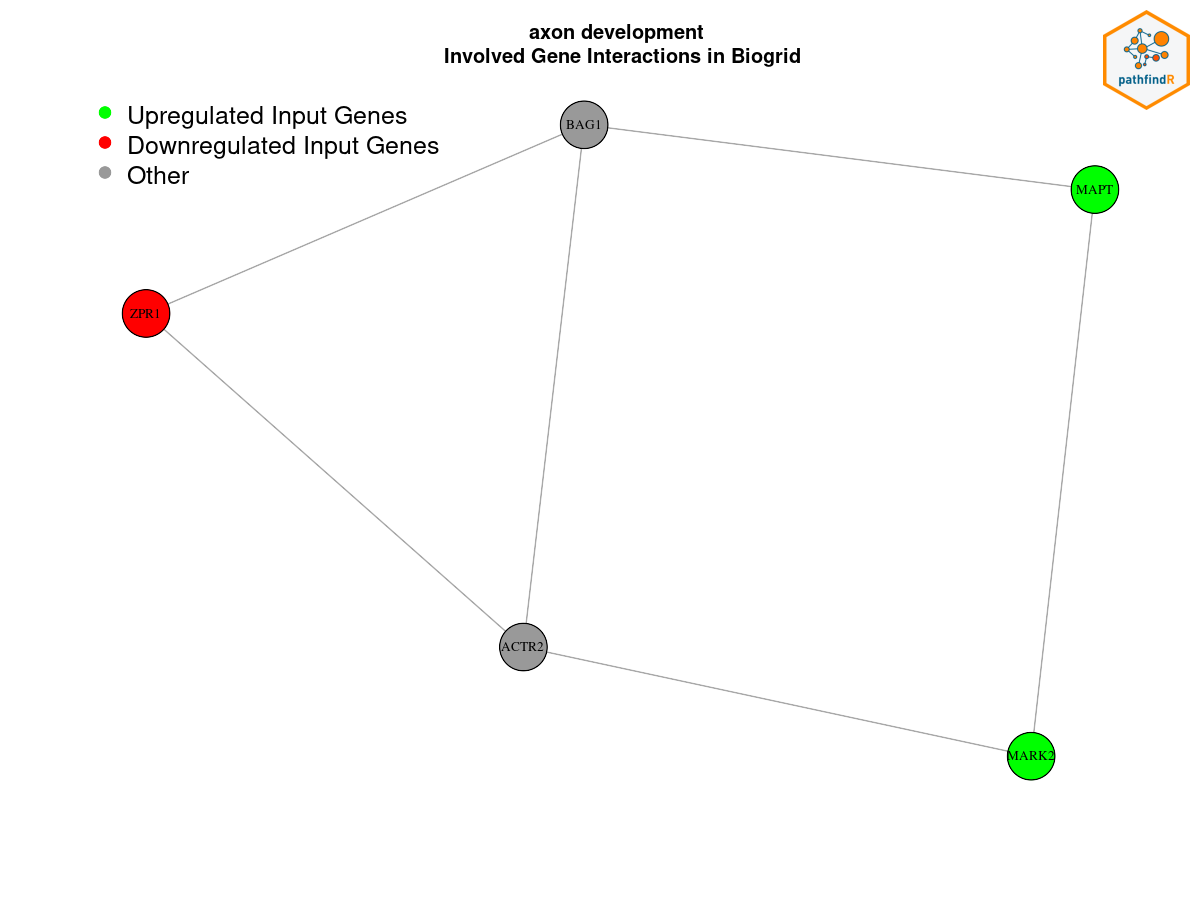 axon development
Involved Gene Interactions in Biogrid
pathfindR
Upregulated Input Genes
Downregulated Input Genes
Other
BAG1
MAPT
ZPR1
ACTR2
MARK2